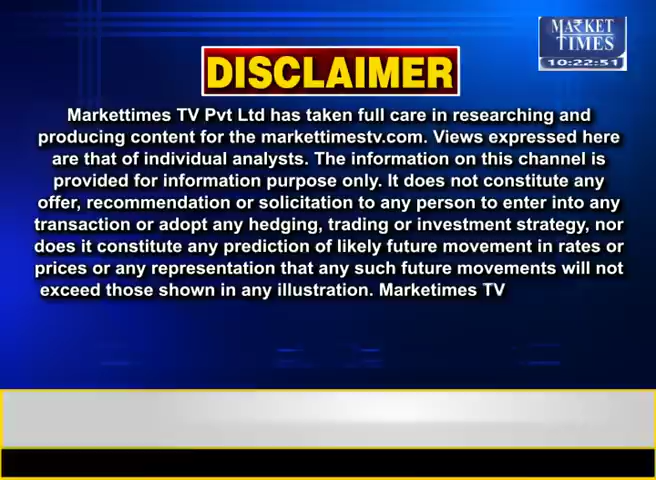 MARKET
TIMES
10:22:51
DISCLAIMER
Markettimes TV Pvt Ltd has taken full care in researching and
producing content for the markettimestv.com. Views expressed here
are that of individual analysts. The information on this channel is
provided for information purpose only. It does not constitute any
offer, recommendation or solicitation to any person to enter into any
transaction or adopt any hedging, trading or investment strategy, nor
does it constitute any prediction of likely future movement in rates or
prices or any representation that any such future movements will not
exceed those shown in any illustration. Marketimes TV